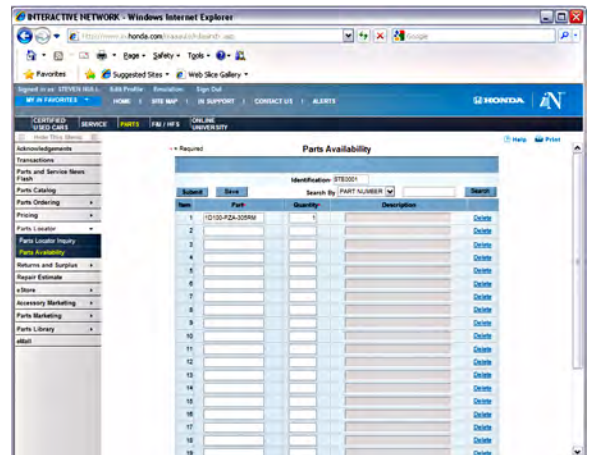 INTERACTIVE NETWORK - Windows Internet Explorer
honda.com
Google
Page Safety Tools
Favorites Suggested Sites Web Slice Gallery
Edit Profile Sign Out
MY iN FAVORITES HOME | SITE MAP | iN SUPPORT | CONTACT US | ALERTS HONDA iN
CERTIFIED USED CARS SERVICE PARTS F&I / HFS ONLINE UNIVERSITY
Hide This Menu Help Print
Acknowledgements
Transactions
Parts and Service News Flash
Parts Catalog
Parts Ordering
Pricing
Parts Locator
Parts Locator Inquiry
Parts Availability
Returns and Surplus
Repair Estimate
eStore
Accessory Marketing
Parts Marketing
Parts Library
eMall
= Required Parts Availability
Identification STE0001
Submit Save Search By PART NUMBER Search
Item Part Quantity Description
1 1D100-PZA-305RM 1 Delete
2 Delete
3 Delete
4 Delete
5 Delete
6 Delete
7 Delete
8 Delete
9 Delete
10 Delete
11 Delete
12 Delete
13 Delete
14 Delete
15 Delete
16 Delete
17 Delete
18 Delete
19 Delete